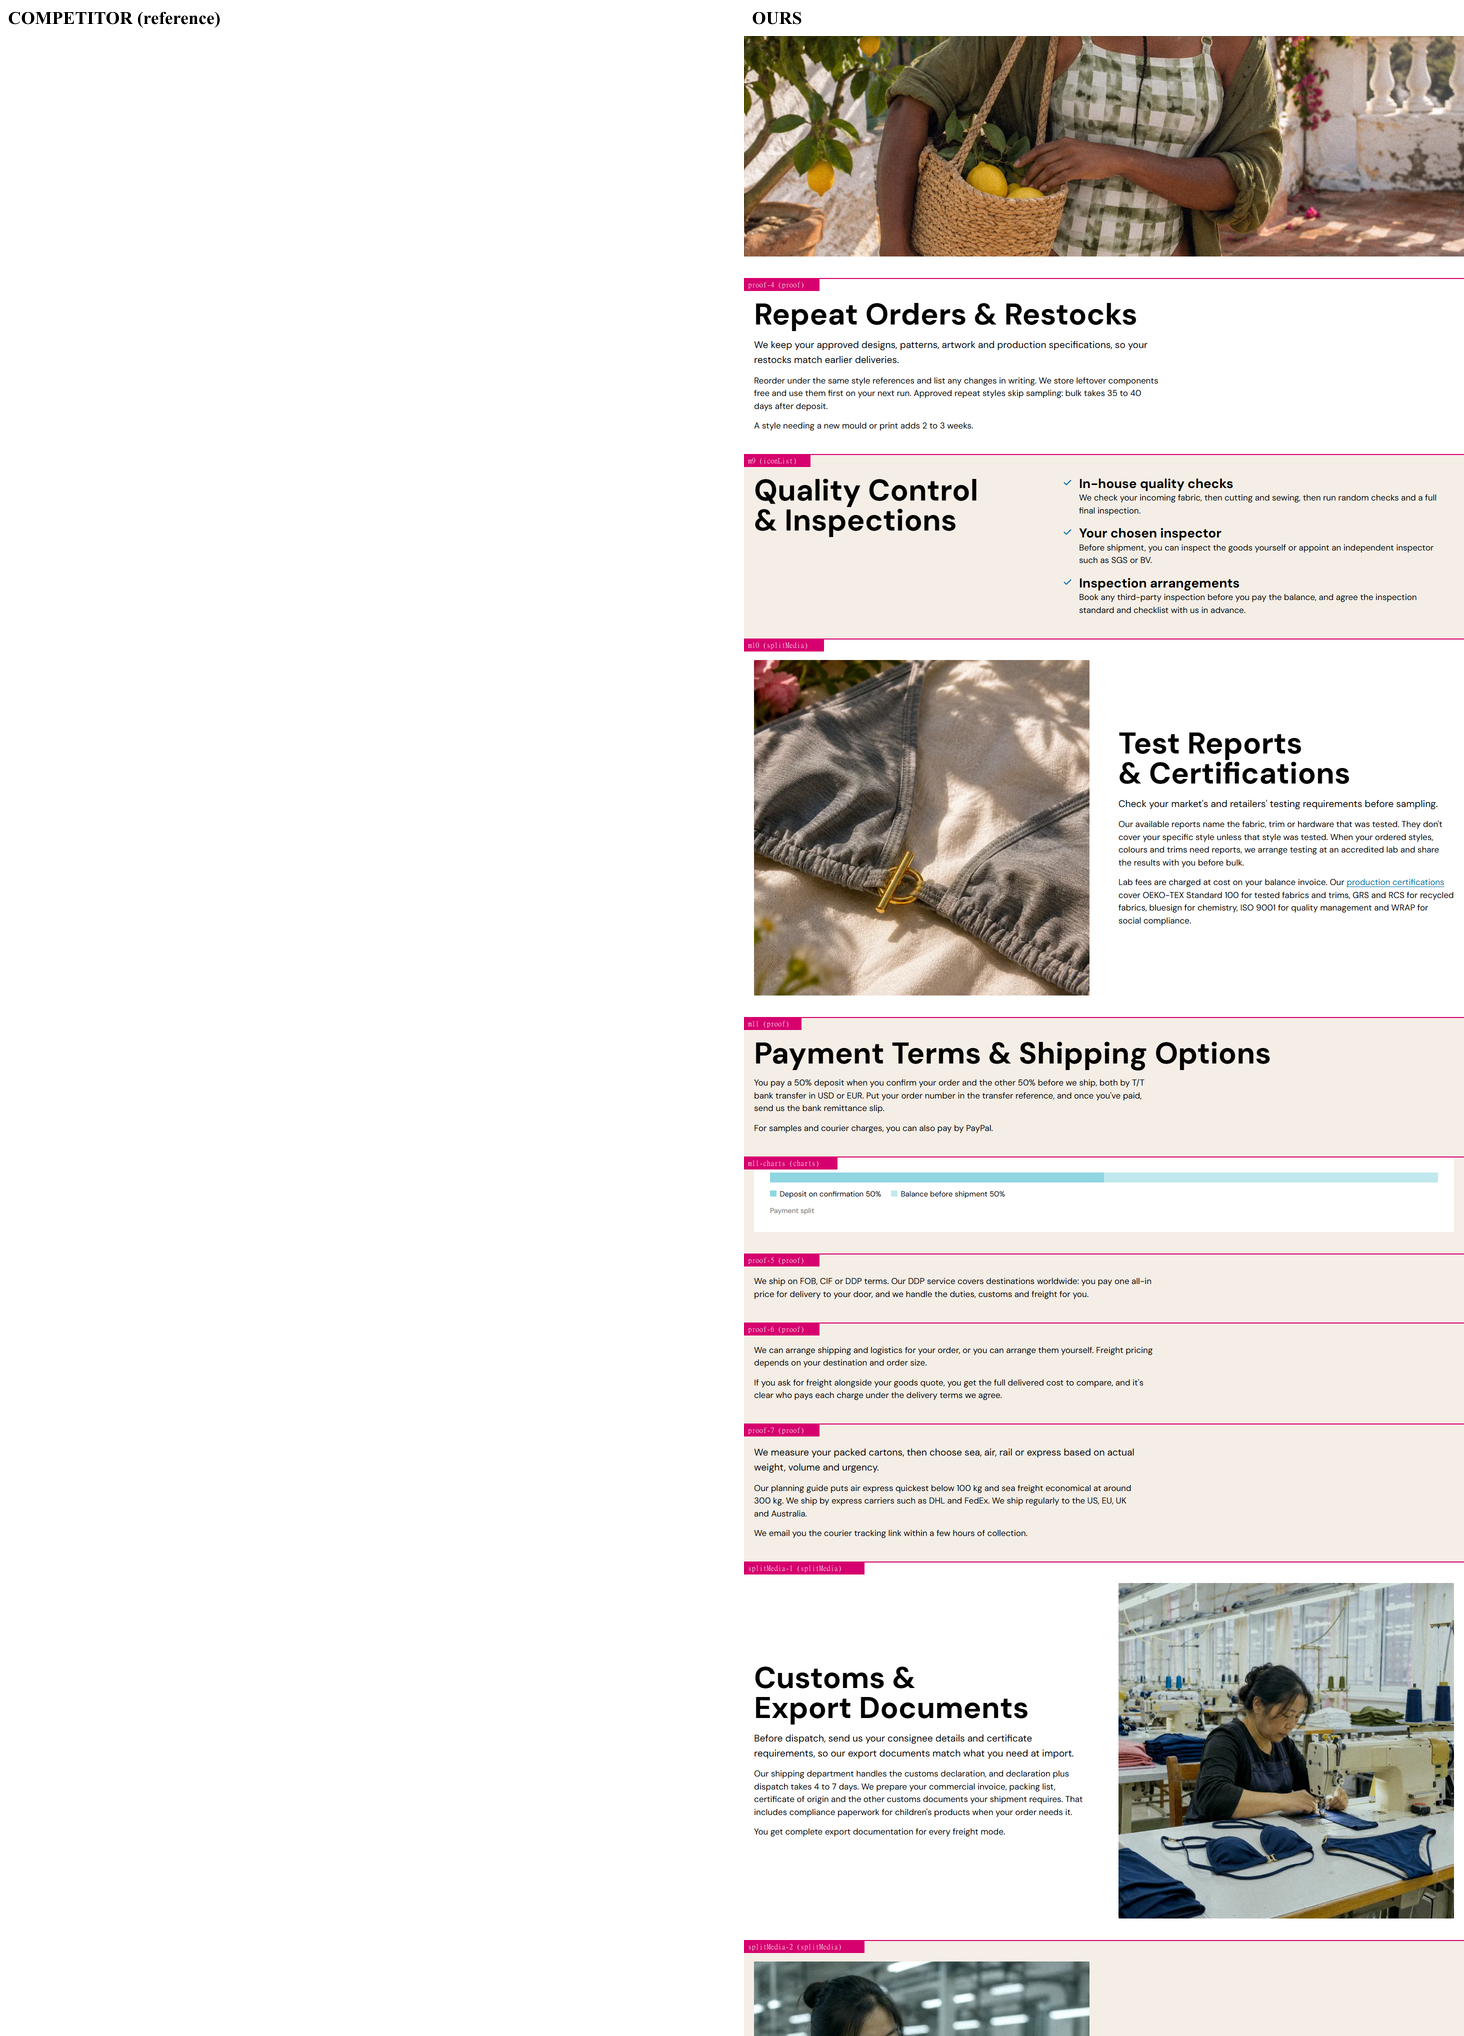 COMPETITOR (reference)
OURS
proof-4 (proof)
Repeat Orders & Restocks
We keep your approved designs, patterns, artwork and production specifications, so your
restocks match earlier deliveries.
Reorder under the same style references and list any changes in writing. We store leftover components
free and use them first on your next run. Approved repeat styles skip sampling: bulk takes 35 to 40
days after deposit.
A style needing a new mould or print adds 2 to 3 weeks.
m9 (iconList)
Quality Control
& Inspections
In-house quality checks
We check your incoming fabric, then cutting and sewing, then run random checks and a full
final inspection.
Your chosen inspector
Before shipment, you can inspect the goods yourself or appoint an independent inspector
such as SGS or BV.
Inspection arrangements
Book any third-party inspection before you pay the balance, and agree the inspection
standard and checklist with us in advance.
m10 (splitMedia)
Test Reports
& Certifications
Check your market's and retailers' testing requirements before sampling.
Our available reports name the fabric, trim or hardware that was tested. They don't
cover your specific style unless that style was tested. When your ordered styles,
colours and trims need reports, we arrange testing at an accredited lab and share
the results with you before bulk.
Lab fees are charged at cost on your balance invoice. Our production certifications
cover OEKO-TEX Standard 100 for tested fabrics and trims, GRS and RCS for recycled
fabrics, bluesign for chemistry, ISO 9001 for quality management and WRAP for
social compliance.
m11 (proof)
Payment Terms & Shipping Options
You pay a 50% deposit when you confirm your order and the other 50% before we ship, both by T/T
bank transfer in USD or EUR. Put your order number in the transfer reference, and once you've paid,
send us the bank remittance slip.
For samples and courier charges, you can also pay by PayPal.
m11-charts (charts)
Deposit on confirmation 50% Balance before shipment 50%
Payment split
proof-5 (proof)
We ship on FOB, CIF or DDP terms. Our DDP service covers destinations worldwide: you pay one all-in
price for delivery to your door, and we handle the duties, customs and freight for you.
proof-6 (proof)
We can arrange shipping and logistics for your order, or you can arrange them yourself. Freight pricing
depends on your destination and order size.
If you ask for freight alongside your goods quote, you get the full delivered cost to compare, and it's
clear who pays each charge under the delivery terms we agree.
proof-7 (proof)
We measure your packed cartons, then choose sea, air, rail or express based on actual
weight, volume and urgency.
Our planning guide puts air express quickest below 100 kg and sea freight economical at around
300 kg. We ship by express carriers such as DHL and FedEx. We ship regularly to the US, EU, UK
and Australia.
We email you the courier tracking link within a few hours of collection.
splitMedia-1 (splitMedia)
Customs &
Export Documents
Before dispatch, send us your consignee details and certificate
requirements, so our export documents match what you need at import.
Our shipping department handles the customs declaration, and declaration plus
dispatch takes 4 to 7 days. We prepare your commercial invoice, packing list,
certificate of origin and the other customs documents your shipment requires. That
includes compliance paperwork for children's products when your order needs it.
You get complete export documentation for every freight mode.
splitMedia-2 (splitMedia)